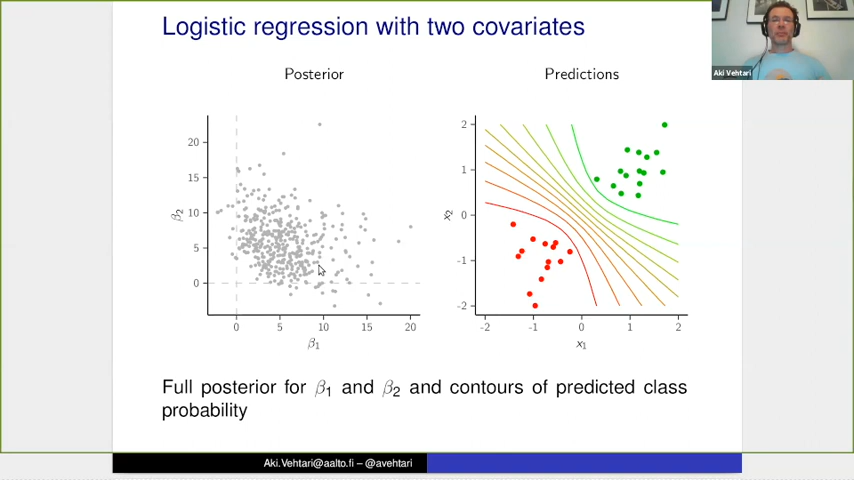 Logistic regression with two covariates
Aki Vehtari
Posterior
Predictions
20
15
10
5
0
β2
0
5
10
15
20
β1
2
1
0
-1
-2
x2
-2
-1
0
1
2
x1
Full posterior for β1 and β2 and contours of predicted class
probability
Aki.Vehtari@aalto.fi – @avehtari